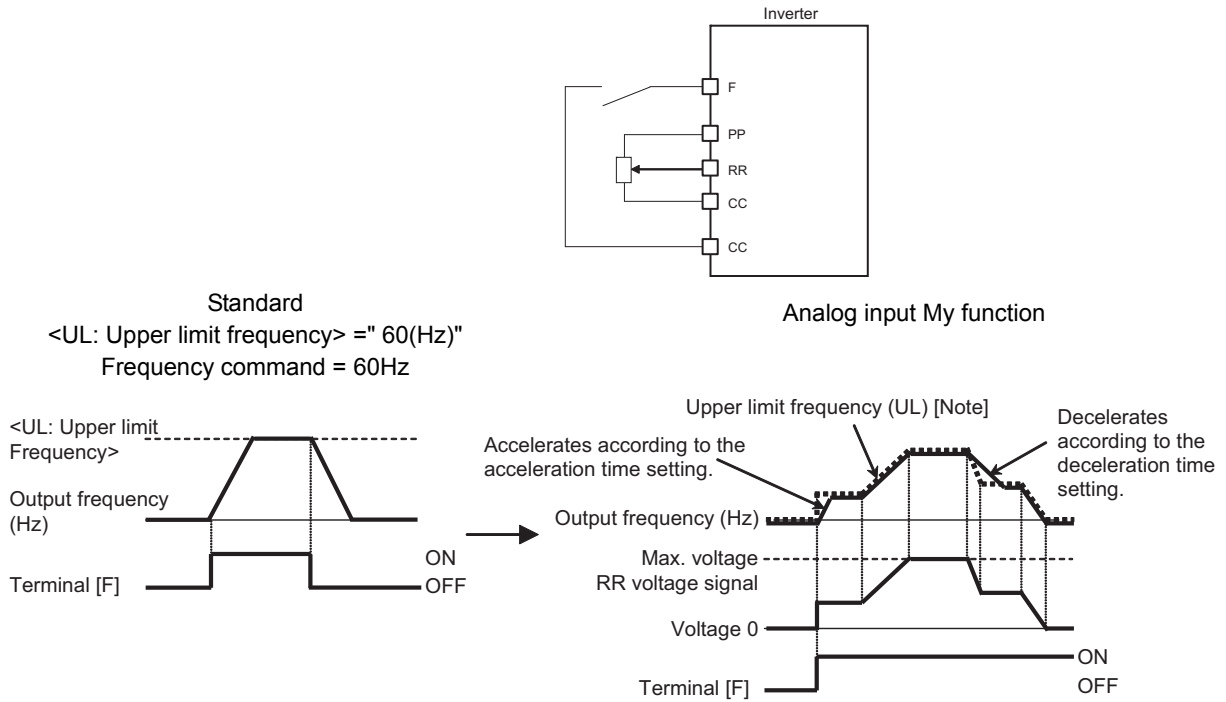 Inverter
F
PP
RR
CC
CC
Standard
<UL: Upper limit frequency> =" 60(Hz)"
Frequency command = 60Hz
Analog input My function
<UL: Upper limit
Frequency>
Output frequency
(Hz)
Terminal [F]
ON
OFF
Upper limit frequency (UL) [Note]
Accelerates according to the
acceleration time setting.
Decelerates
according to the
deceleration time
setting.
Output frequency (Hz)
Max. voltage
RR voltage signal
Voltage 0
Terminal [F]
ON
OFF